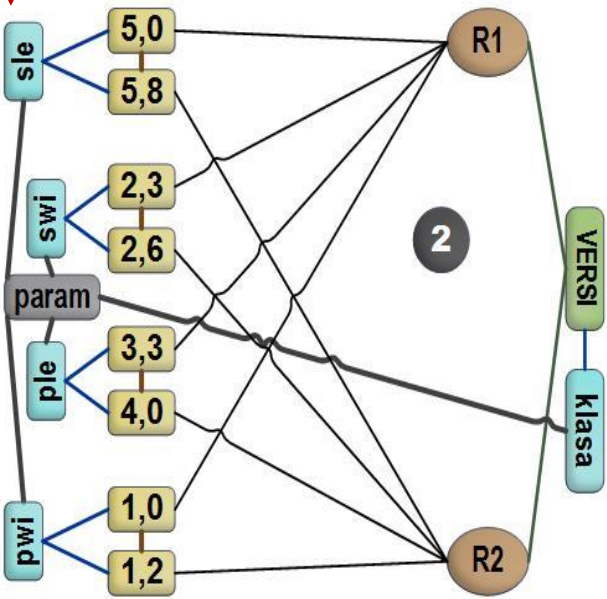 sle
5,0
5,8
R1
swi
2,3
2,6
2
VERSI
param
ple
3,3
4,0
klasa
pwi
1,0
1,2
R2